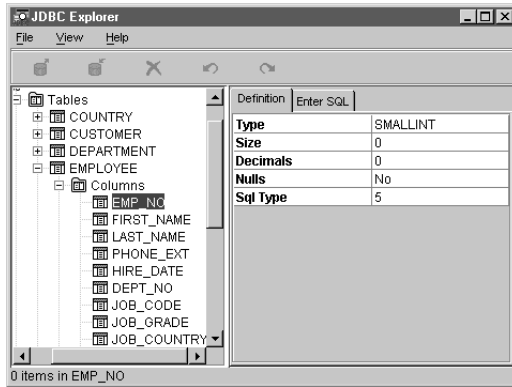 JDBC Explorer
File View Help
Tables
COUNTRY
CUSTOMER
DEPARTMENT
EMPLOYEE
Columns
EMP_NO
FIRST_NAME
LAST_NAME
PHONE_EXT
HIRE_DATE
DEPT_NO
JOB_CODE
JOB_GRADE
JOB_COUNTRY
Definition Enter SQL
Type SMALLINT
Size 0
Decimals 0
Nulls No
Sql Type 5
0 items in EMP_NO